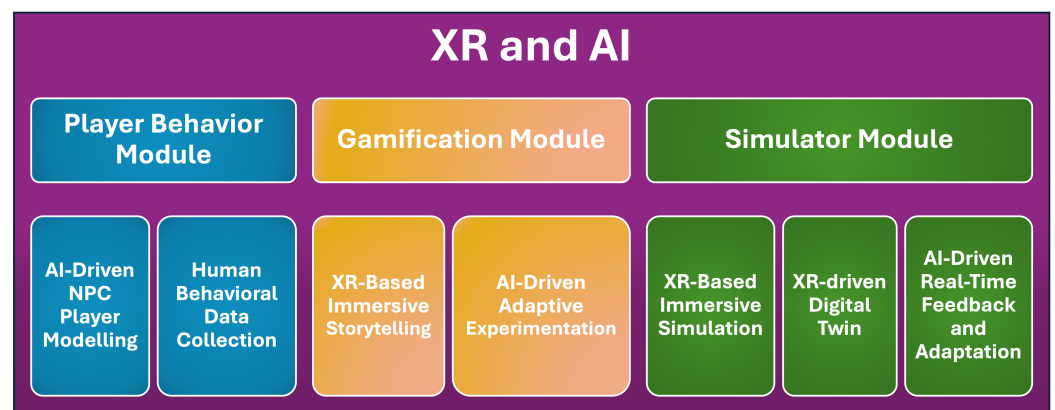 XR and AI
Player Behavior
Module
Gamification Module
Simulator Module
AI-Driven
NPC
Player
Modelling
Human
Behavioral
Data
Collection
XR-Based
Immersive
Storytelling
AI-Driven
Adaptive
Experimentation
XR-Based
Immersive
Simulation
XR-driven
Digital
Twin
AI-Driven
Real-Time
Feedback
and
Adaptation